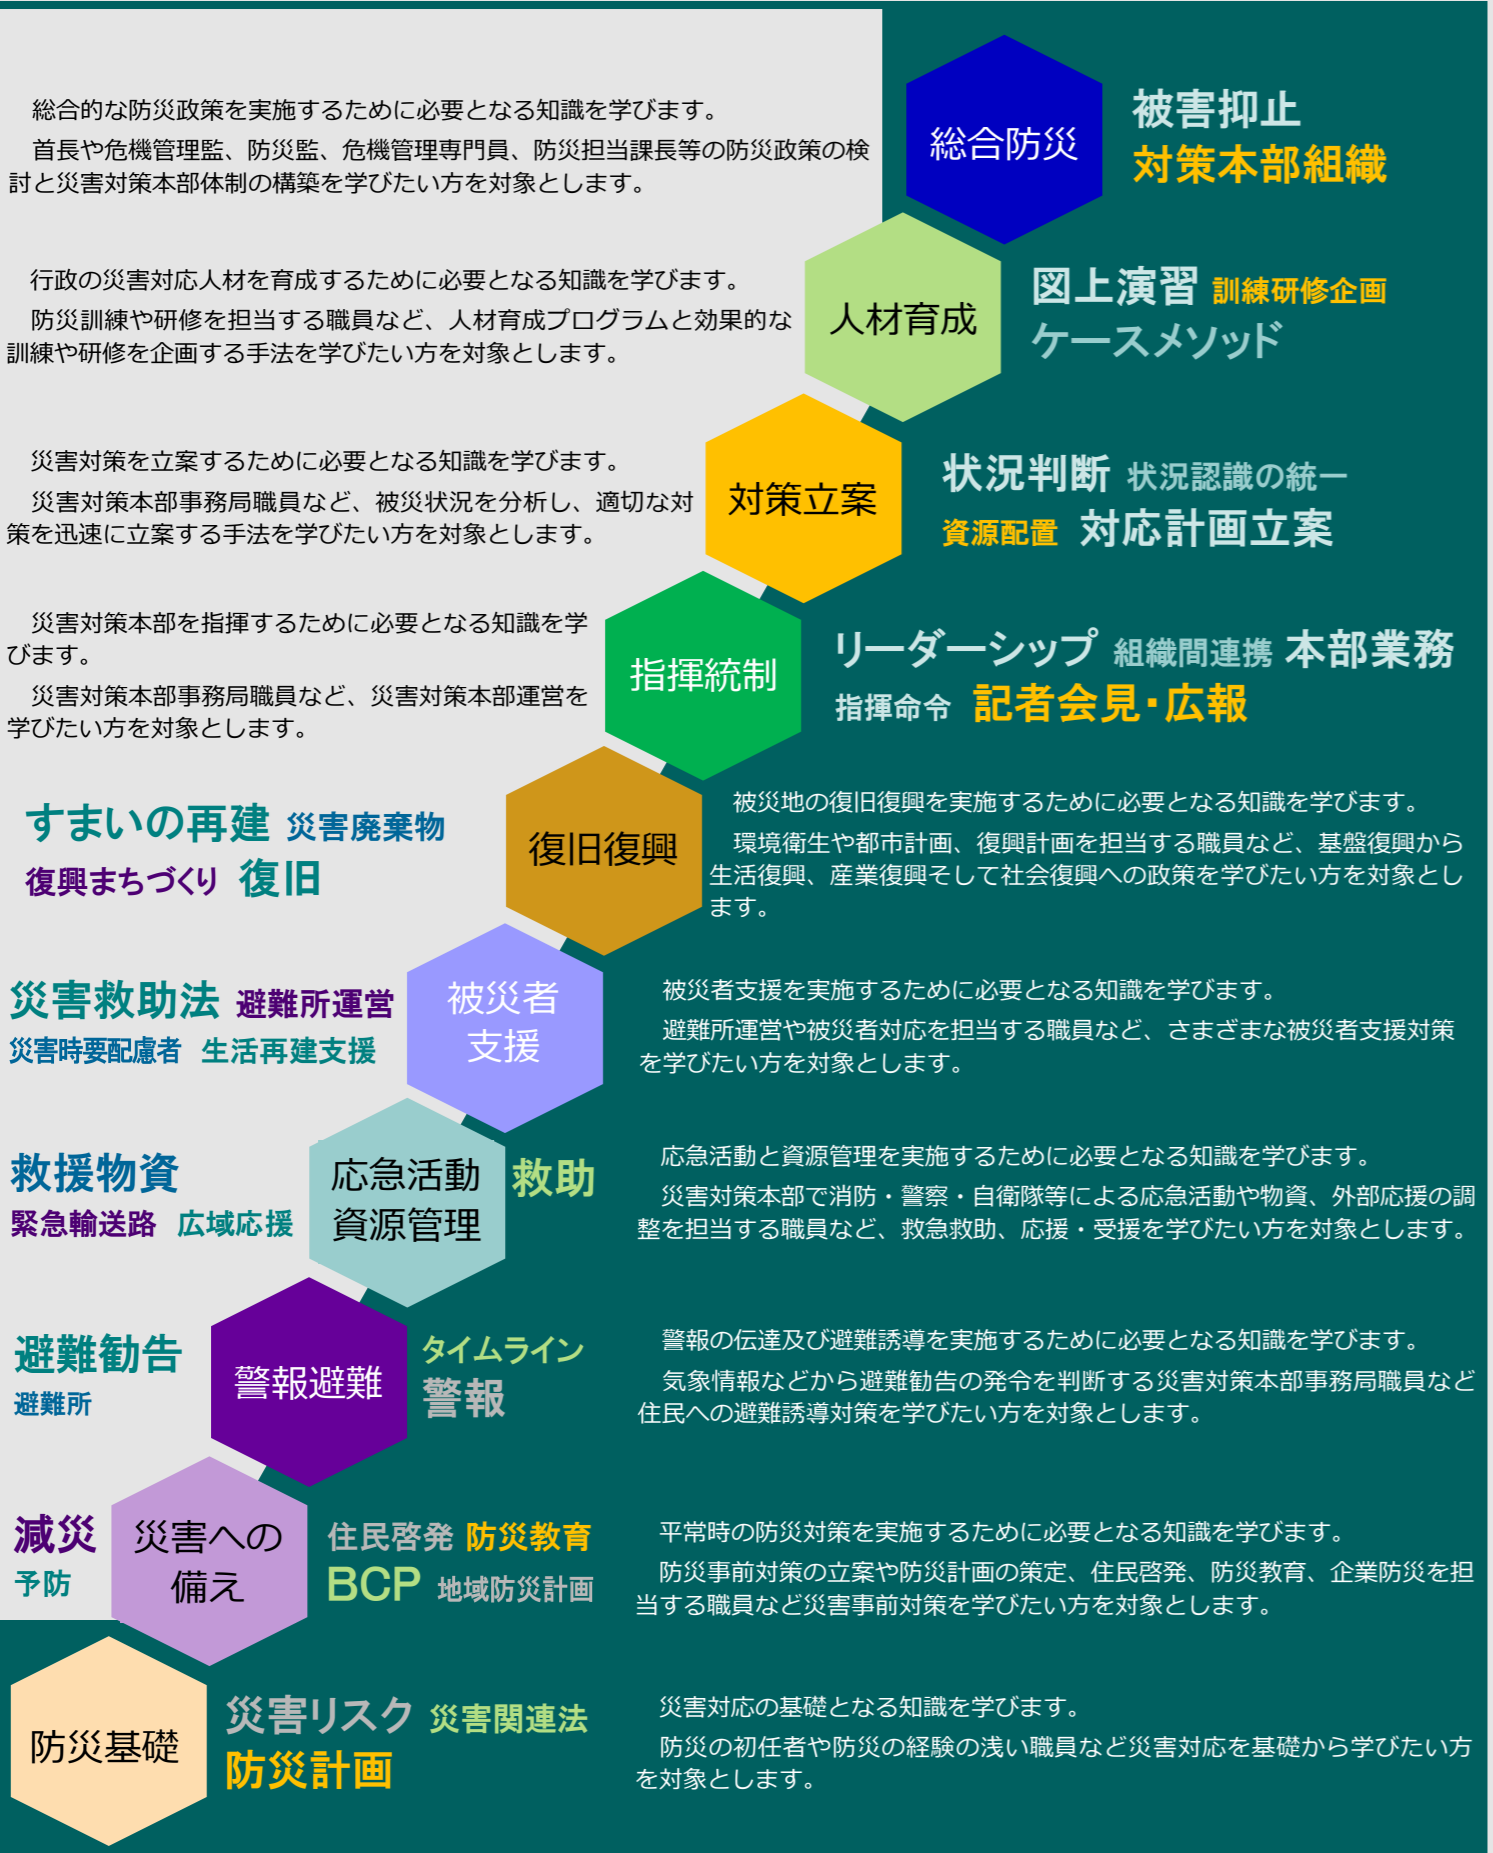 総合的な防災政策を実施するために必要となる知識を学びます。
首長や危機管理監、防災監、危機管理専門員、防災担当課長等の防災政策の検
討と災害対策本部体制の構築を学びたい方を対象とします。
総合防災
被害抑止
対策本部組織
行政の災害対応人材を育成するために必要となる知識を学びます。
防災訓練や研修を担当する職員など、人材育成プログラムと効果的な
訓練や研修を企画する手法を学びたい方を対象とします。
人材育成
図上演習 訓練研修企画
ケースメソッド
災害対策を立案するために必要となる知識を学びます。
災害対策本部事務局職員など、被災状況を分析し、適切な対
策を迅速に立案する手法を学びたい方を対象とします。
対策立案
状況判断 状況認識の統一
資源配置 対応計画立案
災害対策本部を指揮するために必要となる知識を学
びます。
災害対策本部事務局職員など、災害対策本部運営を
学びたい方を対象とします。
指揮統制
リーダーシップ 組織間連携 本部業務
指揮命令 記者会見・広報
すまいの再建 災害廃棄物
復興まちづくり 復旧
復旧復興
被災地の復旧復興を実施するために必要となる知識を学びます。
環境衛生や都市計画、復興計画を担当する職員など、基盤復興から
生活復興、産業復興そして社会復興への政策を学びたい方を対象とし
ます。
災害救助法 避難所運営
災害時要配慮者 生活再建支援
被災者
支援
被災者支援を実施するために必要となる知識を学びます。
避難所運営や被災者対応を担当する職員など、さまざまな被災者支援対策
を学びたい方を対象とします。
救援物資
緊急輸送路 広域応援
応急活動
資源管理
救助
応急活動と資源管理を実施するために必要となる知識を学びます。
災害対策本部で消防・警察・自衛隊等による応急活動や物資、外部応援の調
整を担当する職員など、救急救助、応援・受援を学びたい方を対象とします。
避難勧告
避難所
警報避難
タイムライン
警報
警報の伝達及び避難誘導を実施するために必要となる知識を学びます。
気象情報などから避難勧告の発令を判断する災害対策本部事務局職員など
住民への避難誘導対策を学びたい方を対象とします。
減災
予防
災害への
備え
住民啓発 防災教育
BCP 地域防災計画
平常時の防災対策を実施するために必要となる知識を学びます。
防災事前対策の立案や防災計画の策定、住民啓発、防災教育、企業防災を担
当する職員など災害事前対策を学びたい方を対象とします。
防災基礎
災害リスク 災害関連法
防災計画
災害対応の基礎となる知識を学びます。
防災の初任者や防災の経験の浅い職員など災害対応を基礎から学びたい方
を対象とします。